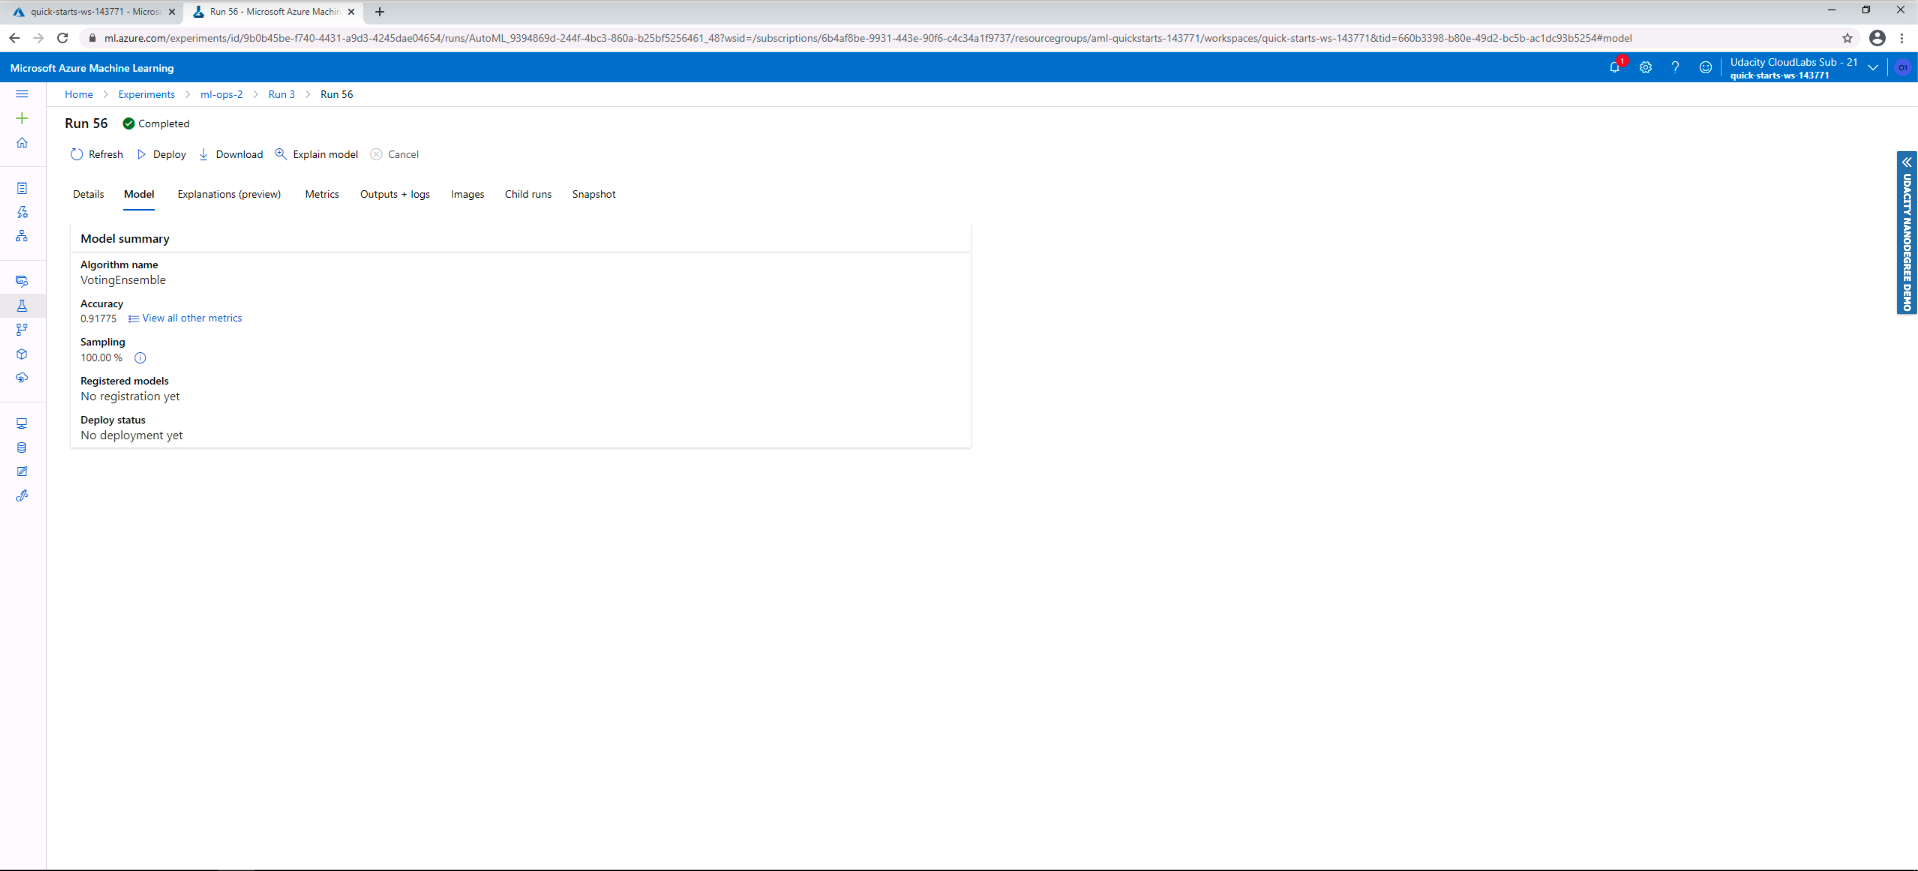 quick-starts-ws-143771 - Micros
Run 56 - Microsoft Azure Machin
ml.azure.com/experiments/id/9b0b45be-f740-4431-a9d3-4245dae04654/runs/AutoML_9394869d-244f-4bc3-860a-b25bf5256461_48?wsid=/subscriptions/6b4af8be-9931-443e-90f6-c4c34a1f9737/resourcegroups/aml-quickstarts-143771/workspaces/quick-starts-ws-143771&tid=660b3398-b80e-49d2-bc5b-ac1dc93b5254#model
Microsoft Azure Machine Learning
1
?
Udacity CloudLabs Sub - 21
quick-starts-ws-143771
O1
Home > Experiments > ml-ops-2 > Run 3 > Run 56
Run 56 Completed
Refresh Deploy Download Explain model Cancel
Details Model Explanations (preview) Metrics Outputs + logs Images Child runs Snapshot
Model summary
Algorithm name
VotingEnsemble
Accuracy
0.91775 View all other metrics
Sampling
100.00 %
Registered models
No registration yet
Deploy status
No deployment yet
UDACITY NANODEGREE DEMO